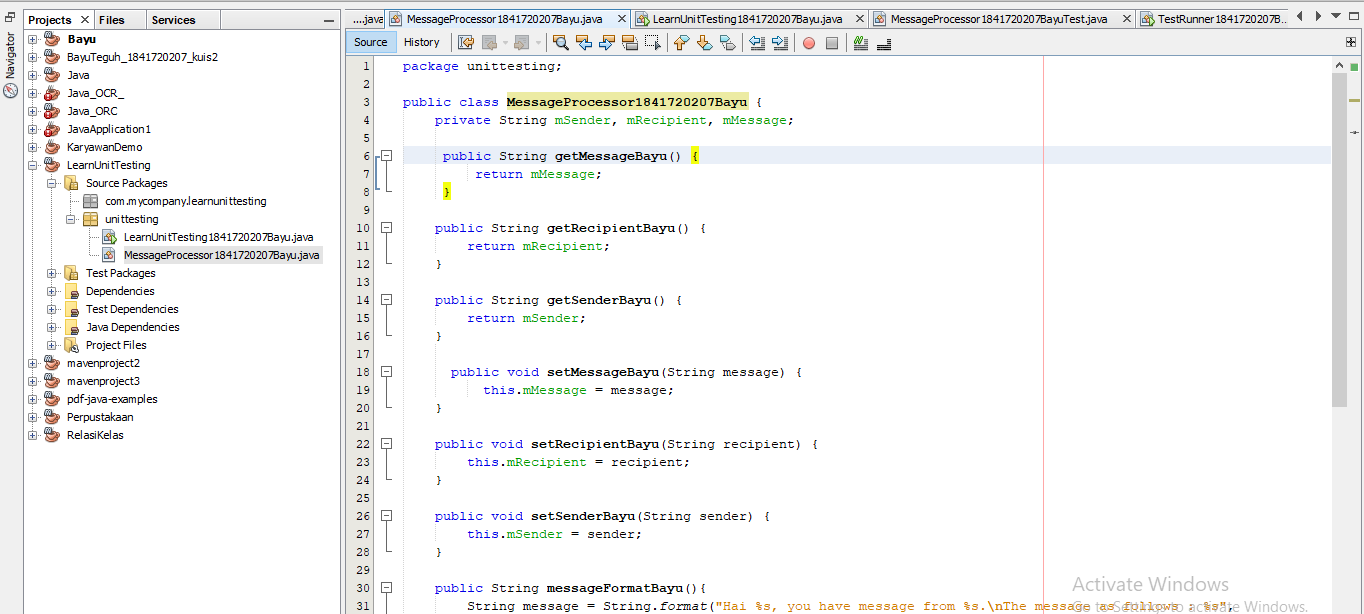 Projects
Files
Services
Navigator
Bayu
BayuTeguh_1841720207_kuis2
Java
Java_OCR_
Java_ORC
JavaApplication1
KaryawanDemo
LearnUnitTesting
Source Packages
com.mycompany.learnunittesting
unittesting
LearnUnitTesting1841720207Bayu.java
MessageProcessor1841720207Bayu.java
Test Packages
Dependencies
Test Dependencies
Java Dependencies
Project Files
mavenproject2
mavenproject3
pdf-java-examples
Perpustakaan
RelasiKelas
....java
MessageProcessor1841720207Bayu.java
LearnUnitTesting1841720207Bayu.java
MessageProcessor1841720207BayuTest.java
TestRunner1841720207B...
Source
History
1 package unittesting;
2
3 public class MessageProcessor1841720207Bayu {
4 private String mSender, mRecipient, mMessage;
5
6 public String getMessageBayu() {
7 return mMessage;
8 }
9
10 public String getRecipientBayu() {
11 return mRecipient;
12 }
13
14 public String getSenderBayu() {
15 return mSender;
16 }
17
18 public void setMessageBayu(String message) {
19 this.mMessage = message;
20 }
21
22 public void setRecipientBayu(String recipient) {
23 this.mRecipient = recipient;
24 }
25
26 public void setSenderBayu(String sender) {
27 this.mSender = sender;
28 }
29
30 public String messageFormatBayu(){
31 String message = String.format("Hai %s, you have message from %s.\nThe message as follows : %s",
Activate Windows
Go to Settings to activate Windows.